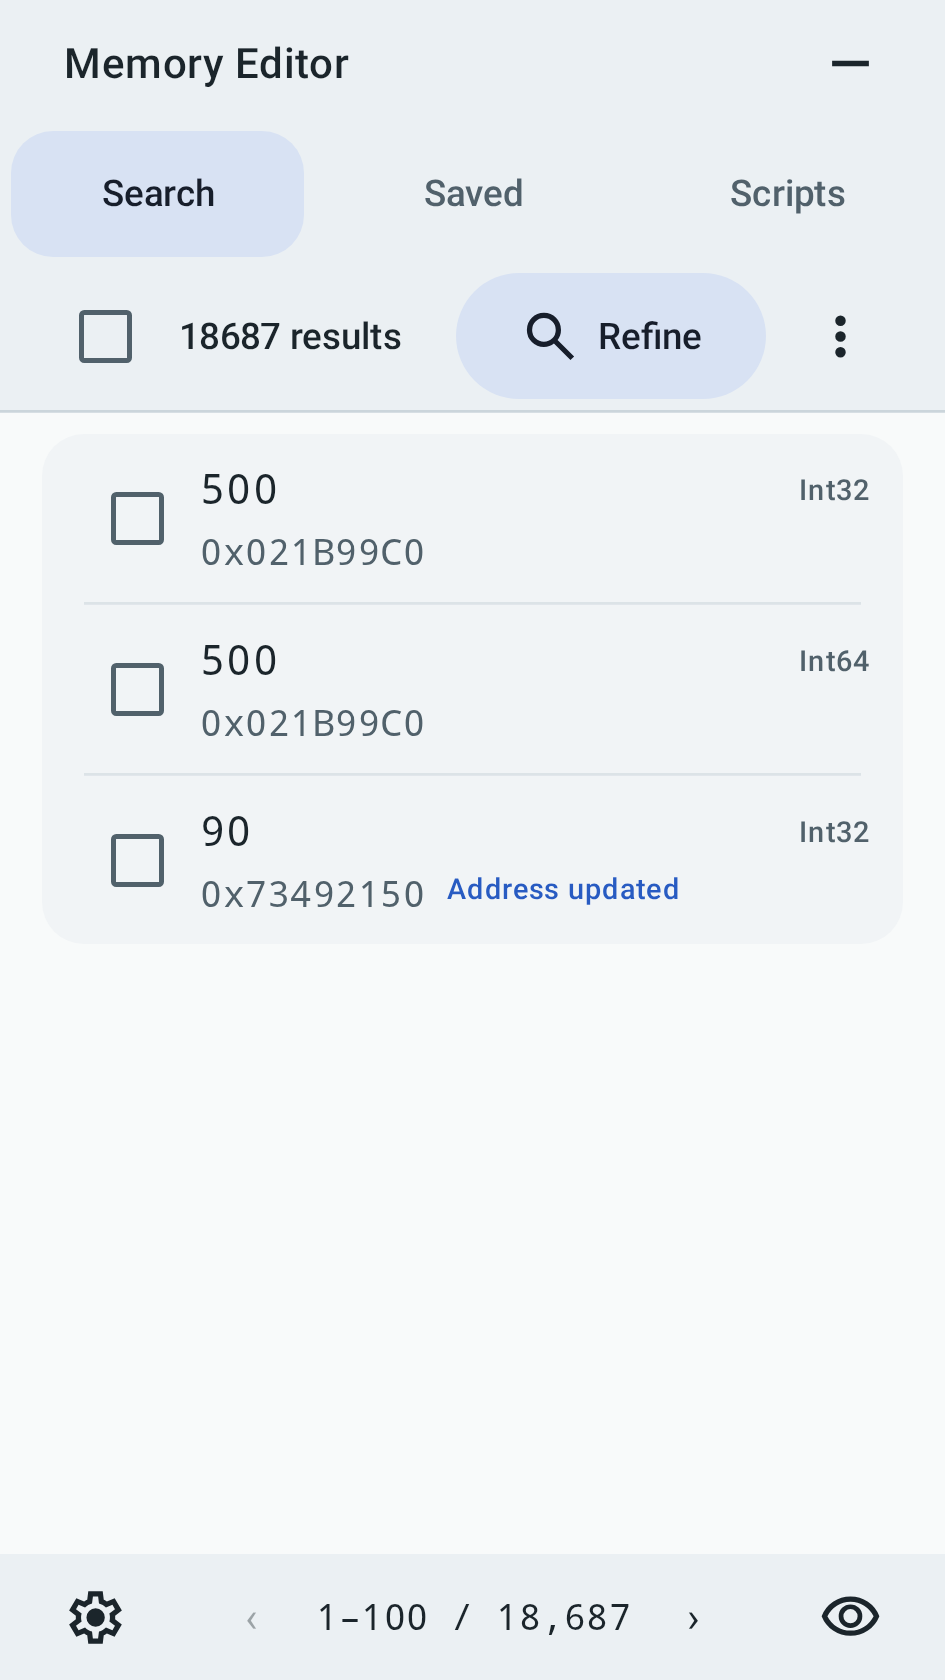 Memory Editor
Search
Saved
Scripts
18687 results
Refine
500
Int32
0x021B99C0
500
Int64
0x021B99C0
90
Int32
0x73492150 Address updated
‹ 1–100 / 18,687 ›